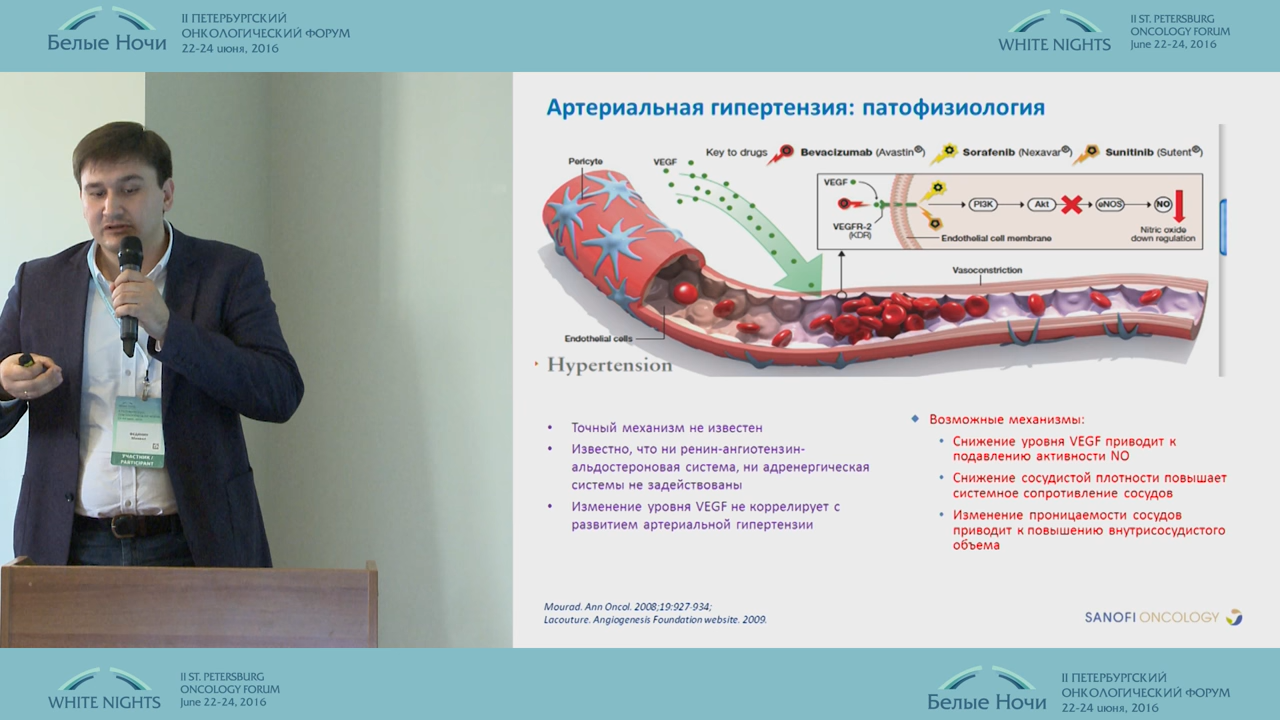 Белые Ночи
II ПЕТЕРБУРГСКИЙ
ОНКОЛОГИЧЕСКИЙ ФОРУМ
22-24 июня, 2016
WHITE NIGHTS
II ST. PETERSBURG
ONCOLOGY FORUM
June 22-24, 2016
Артериальная гипертензия: патофизиология
Key to drugs Bevacizumab (Avastin®) Sorafenib (Nexavar®) Sunitinib (Sutent®)
Pericyte
VEGF
VEGF
VEGFR-2
(KDR)
PI3K
Akt
eNOS
NO
Endothelial cell membrane
Nitric oxide
down regulation
Vasoconstriction
Endothelial cells
Hypertension
• Точный механизм не известен
• Известно, что ни ренин-ангиотензин-
альдостероновая система, ни адренергическая
системы не задействованы
• Изменение уровня VEGF не коррелирует с
развитием артериальной гипертензии
Возможные механизмы:
• Снижение уровня VEGF приводит к
подавлению активности NO
• Снижение сосудистой плотности повышает
системное сопротивление сосудов
• Изменение проницаемости сосудов
приводит к повышению внутрисосудистого
объема
Mourad. Ann Oncol. 2008;19:927-934;
Lacouture. Angiogenesis Foundation website. 2009.
SANOFI ONCOLOGY
УЧАСТНИК /
PARTICIPANT
WHITE NIGHTS
II ST. PETERSBURG
ONCOLOGY FORUM
June 22-24, 2016
Белые Ночи
II ПЕТЕРБУРГСКИЙ
ОНКОЛОГИЧЕСКИЙ ФОРУМ
22-24 июня, 2016